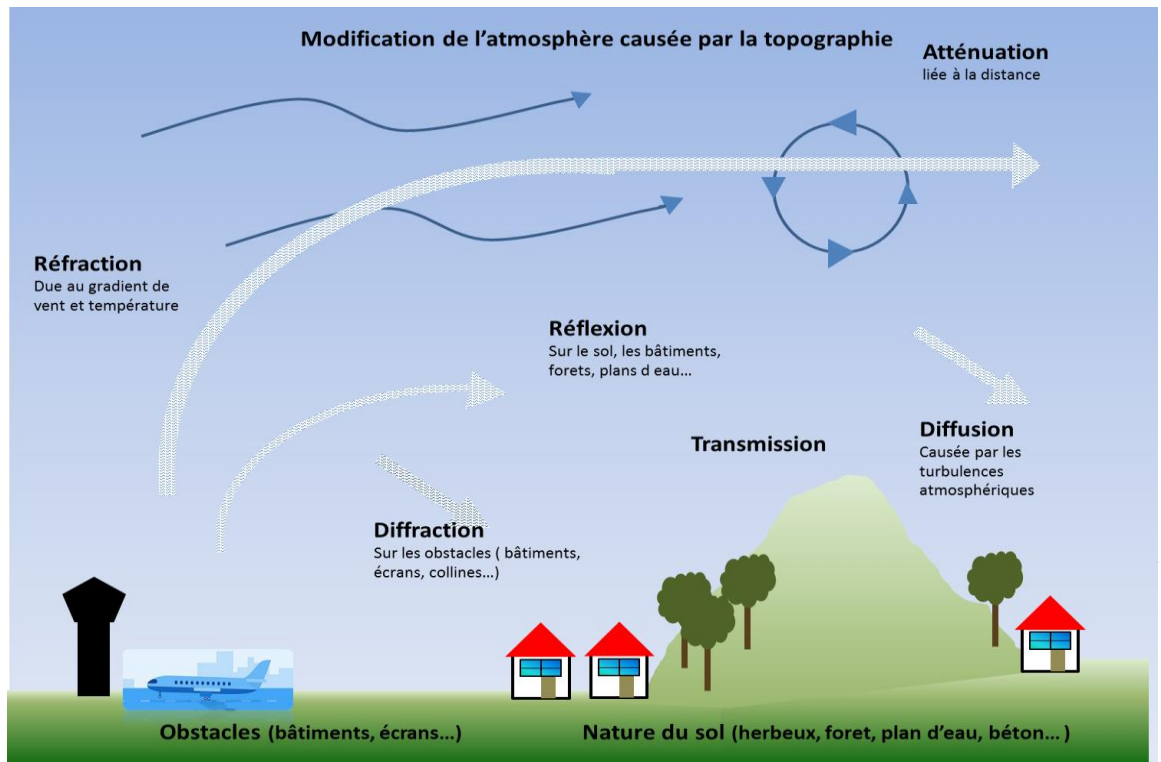 Modification de l'atmosphère causée par la topographie
Atténuation
liée à la distance
Réfraction
Due au gradient de
vent et température
Réflexion
Sur le sol, les bâtiments,
forets, plans d eau...
Transmission
Diffusion
Causée par les
turbulences
atmosphériques
Diffraction
Sur les obstacles ( bâtiments,
écrans, collines...)
Obstacles (bâtiments, écrans...)
Nature du sol (herbeux, foret, plan d'eau, béton... )